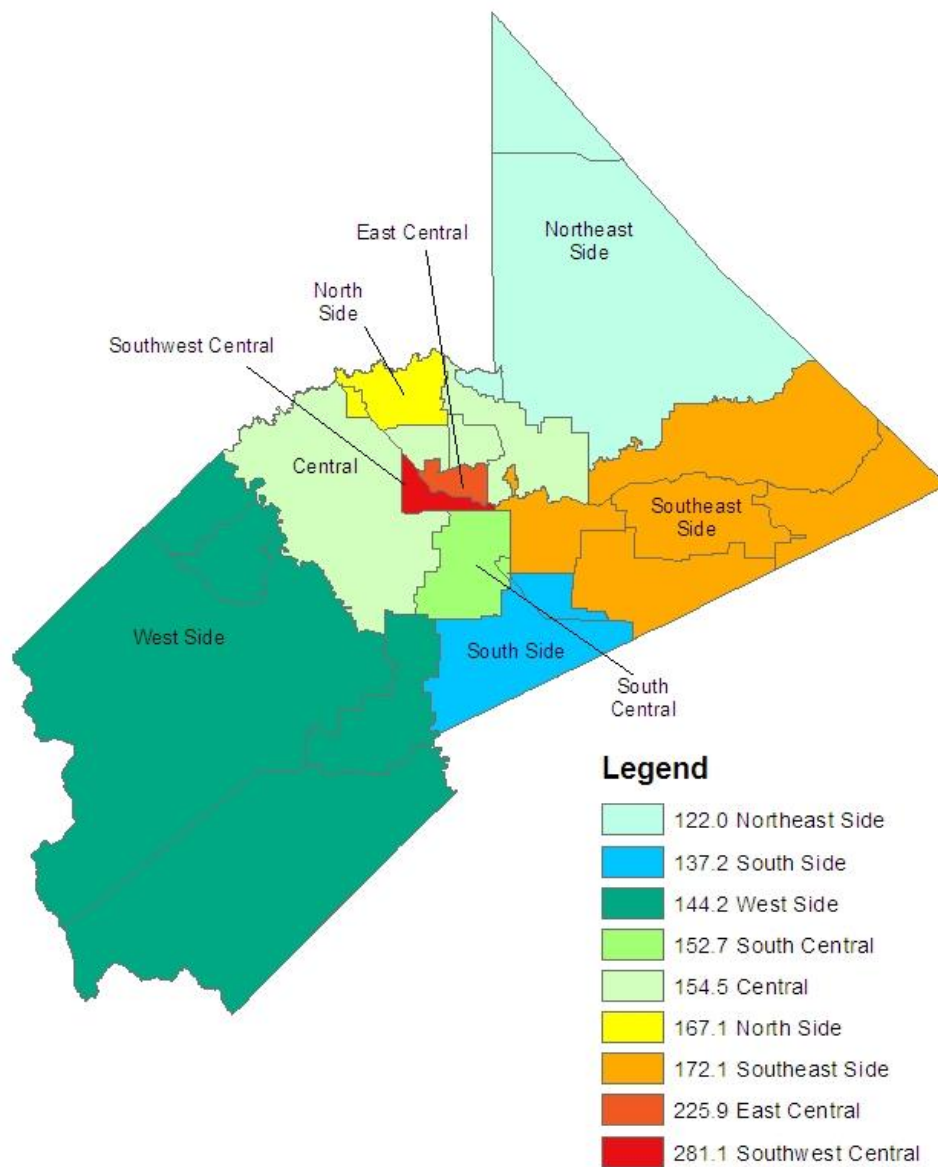 Northeast
Side
East Central
North
Side
Southwest Central
Central
Southeast
Side
West Side
South Side
South
Central
Legend
122.0 Northeast Side
137.2 South Side
144.2 West Side
152.7 South Central
154.5 Central
167.1 North Side
172.1 Southeast Side
225.9 East Central
281.1 Southwest Central